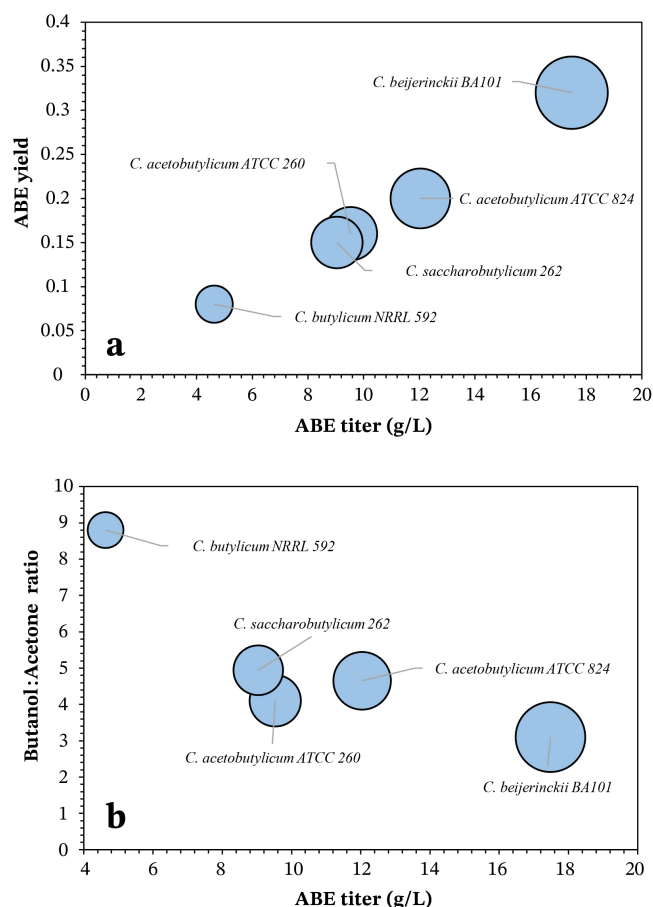 0.4
0.35
0.3
0.25
0.2
0.15
0.1
0.05
0
ABE yield
C. beijerinckii BA101
C. acetobutylicum ATCC 260
C. acetobutylicum ATCC 824
C. saccharobutylicum 262
C. butylicum NRRL 592
a
0 2 4 6 8 10 12 14 16 18 20
ABE titer (g/L)
10
9
8
7
6
5
4
3
2
1
0
Butanol:Acetone ratio
C. butylicum NRRL 592
C. saccharobutylicum 262
C. acetobutylicum ATCC 824
C. acetobutylicum ATCC 260
C. beijerinckii BA101
b
4 6 8 10 12 14 16 18 20
ABE titer (g/L)